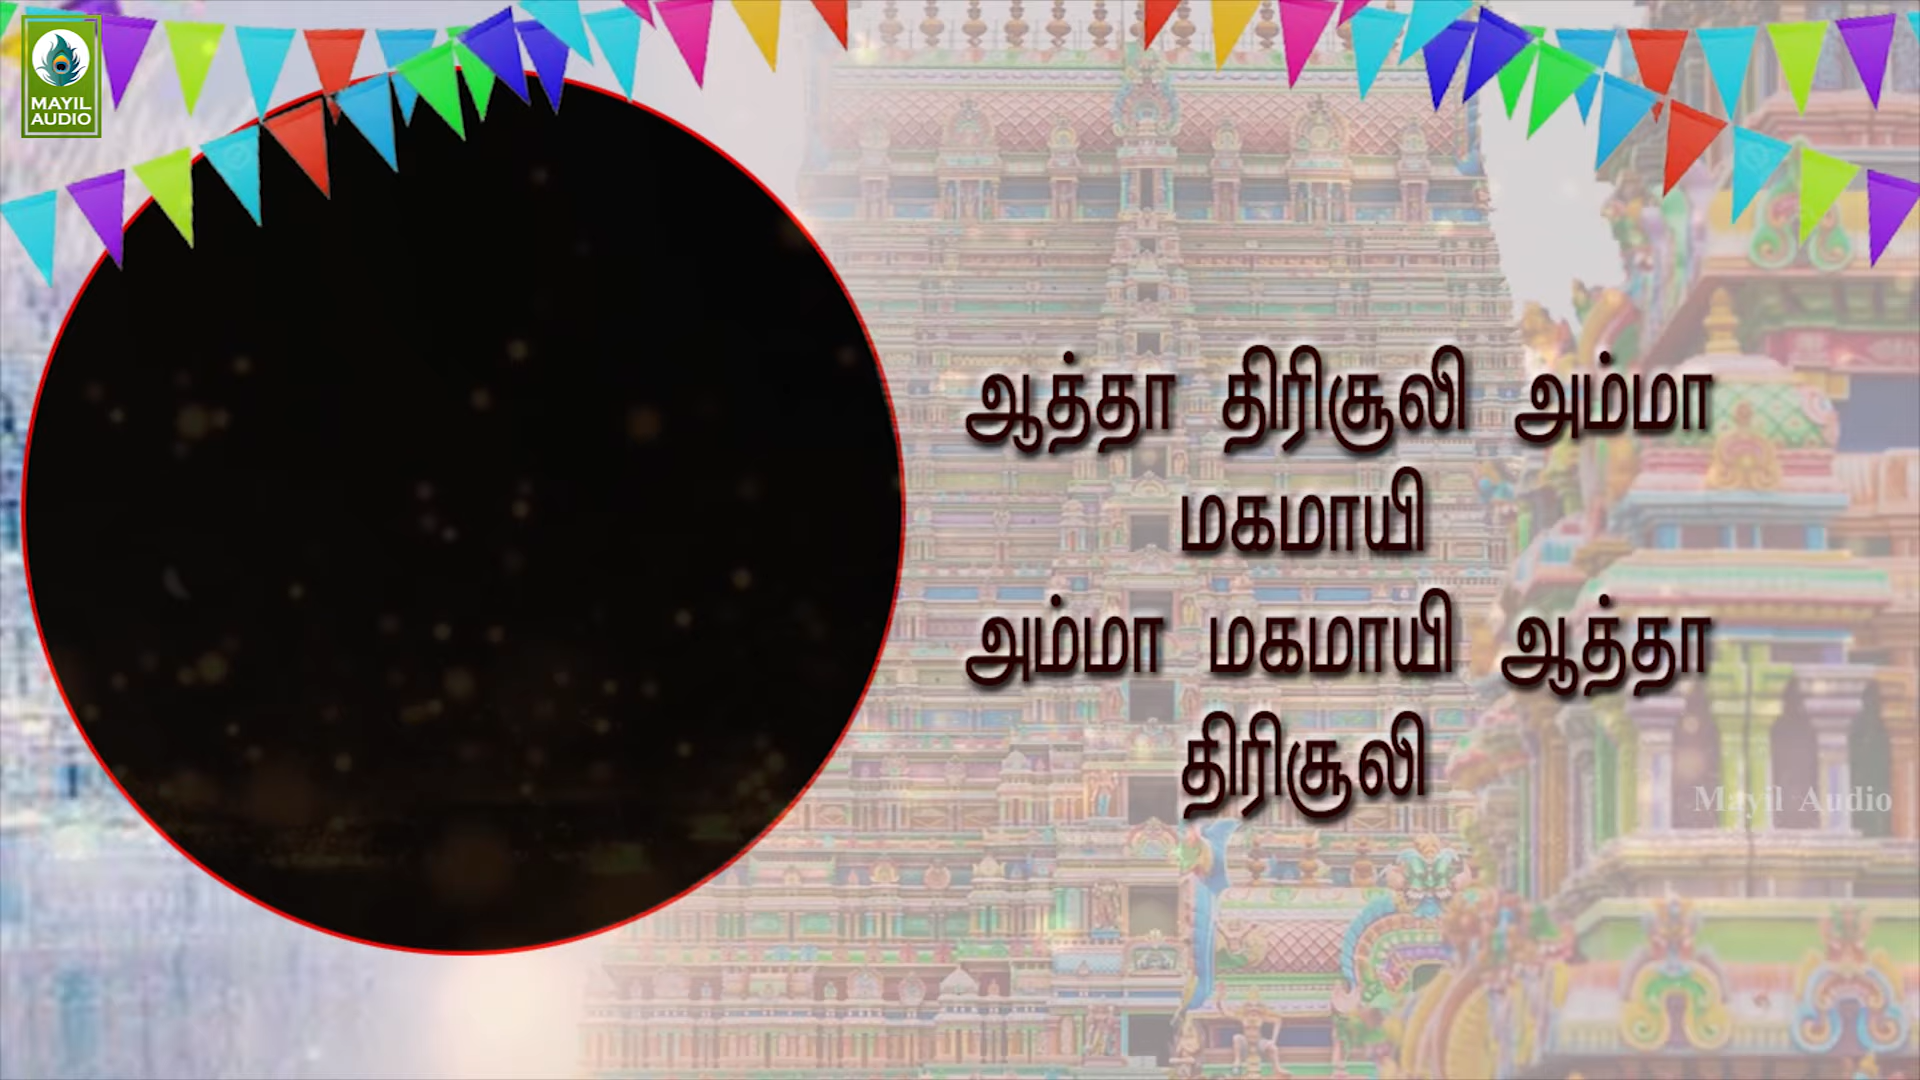 MAYIL
AUDIO
ஆத்தா திரிசூலி அம்மா
மகமாயி
அம்மா மகமாயி ஆத்தா
திரிசூலி
Mayil Audio